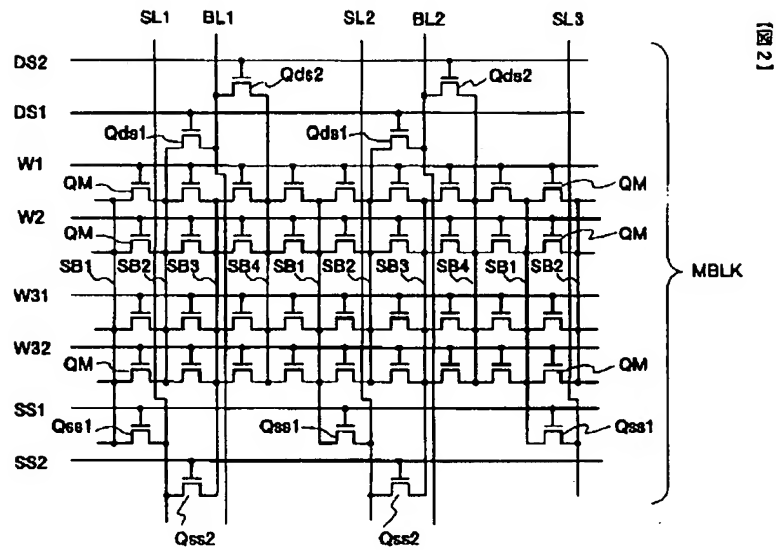 SL1 BL1 SL2 BL2 SL3
【図2】
DS2
Qds2 Qds2
DS1
Qds1 Qds1
W1
QM QM
W2
QM QM
SB1 SB2 SB3 SB4 SB1 SB2 SB3 SB4 SB1 SB2
MBLK
W31
W32
QM QM
SS1
Qss1 Qss1 Qss1
SS2
Qss2 Qss2